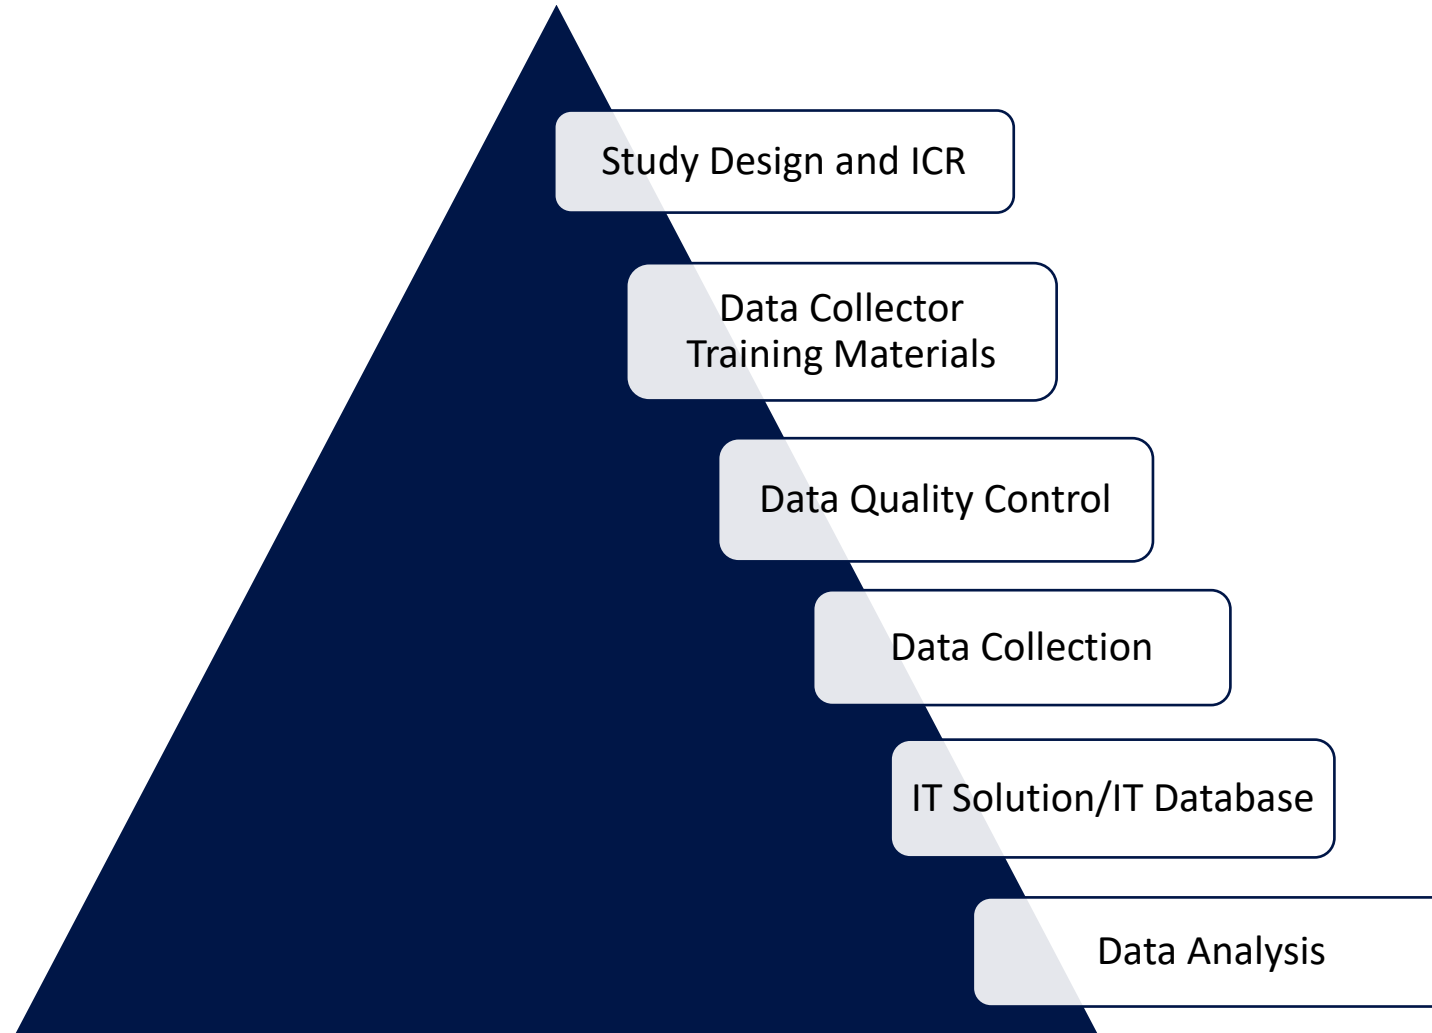 Study Design and ICR
Data Collector
Training Materials
Data Quality Control
Data Collection
IT Solution/IT Database
Data Analysis